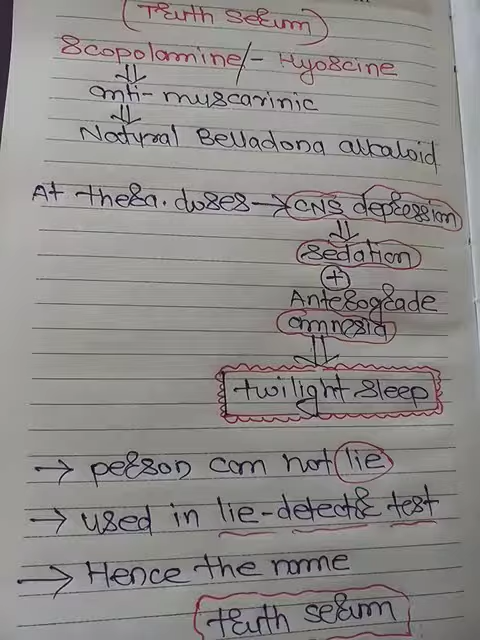 (Truth serum)
Scopolamine/- Hyoscine
⇓
anti-muscarinic
⇓
Natural Belladona alkaloid
At thera. doses → CNS depression
⇓
sedation
+
Anterograde
amnesia
⇓
twilight sleep
→ person can not lie
→ used in lie-detectr test
→ Hence the name
truth serum